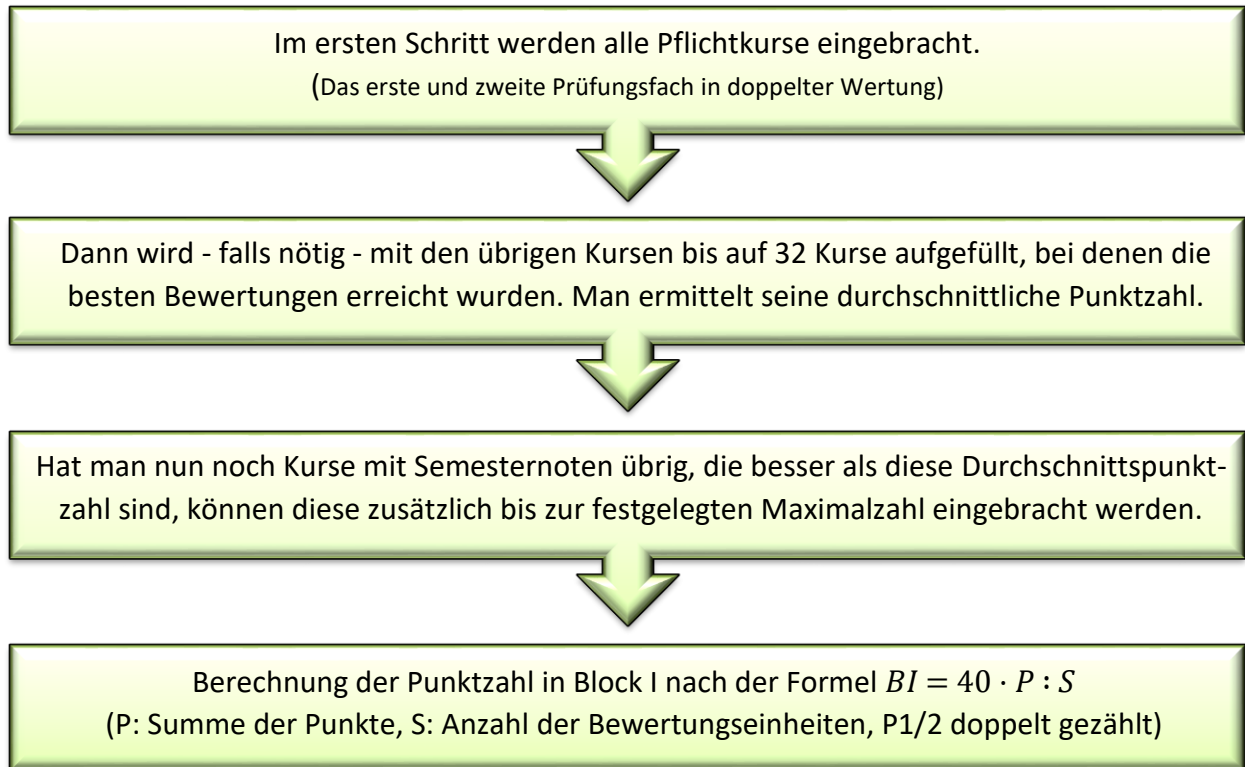 Im ersten Schritt werden alle Pflichtkurse eingebracht.
(Das erste und zweite Prüfungsfach in doppelter Wertung)
Dann wird - falls nötig - mit den übrigen Kursen bis auf 32 Kurse aufgefüllt, bei denen die
besten Bewertungen erreicht wurden. Man ermittelt seine durchschnittliche Punktzahl.
Hat man nun noch Kurse mit Semesternoten übrig, die besser als diese Durchschnittspunkt-
zahl sind, können diese zusätzlich bis zur festgelegten Maximalzahl eingebracht werden.
Berechnung der Punktzahl in Block I nach der Formel BI = 40 · P : S
(P: Summe der Punkte, S: Anzahl der Bewertungseinheiten, P1/2 doppelt gezählt)